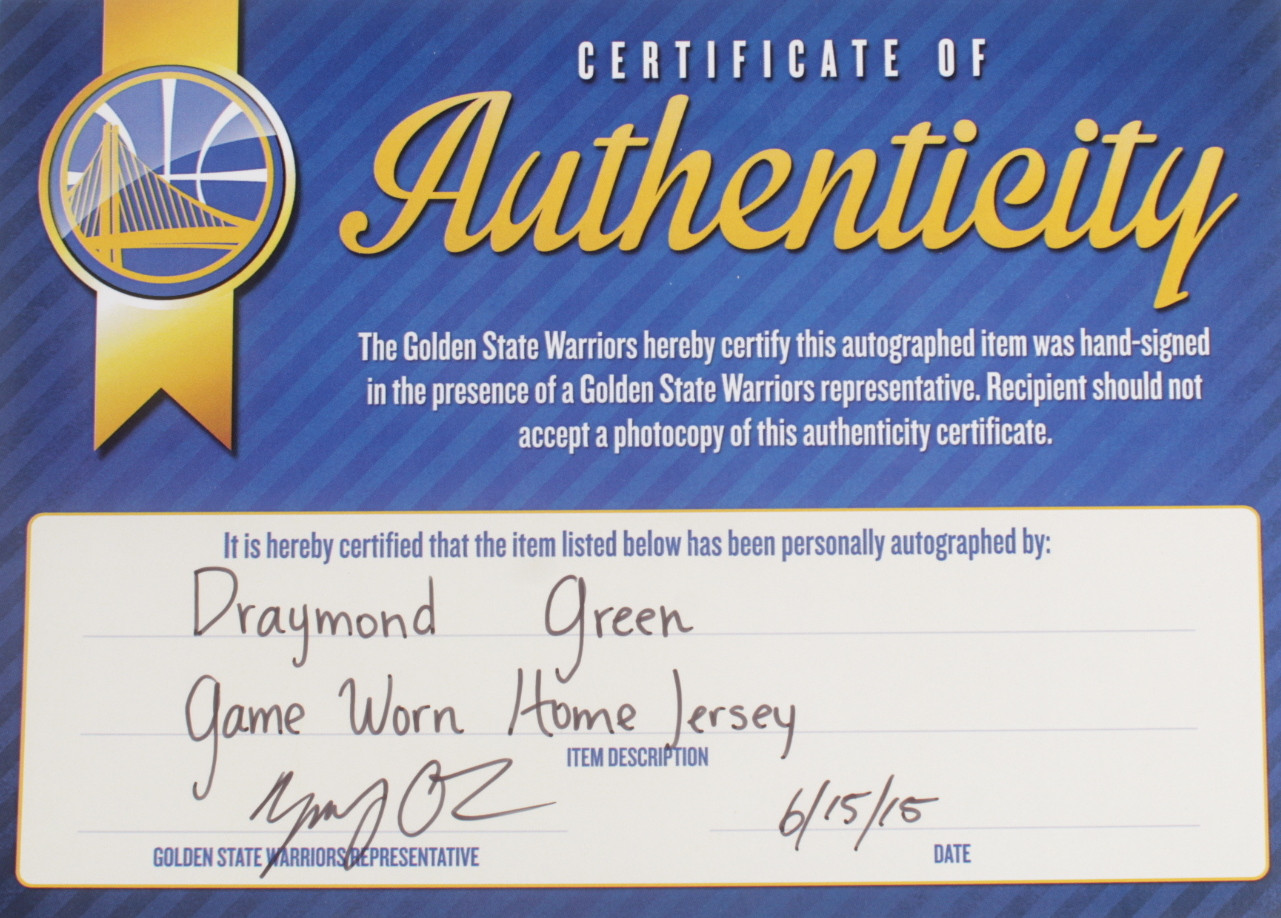 CERTIFICATE OF
Authenticity
The Golden State Warriors hereby certify this autographed item was hand-signed
in the presence of a Golden State Warriors representative. Recipient should not
accept a photocopy of this authenticity certificate.
It is hereby certified that the item listed below has been personally autographed by:
Draymond Green
Game Worn Home Jersey
ITEM DESCRIPTION
6/15/15
GOLDEN STATE WARRIORS REPRESENTATIVE
DATE